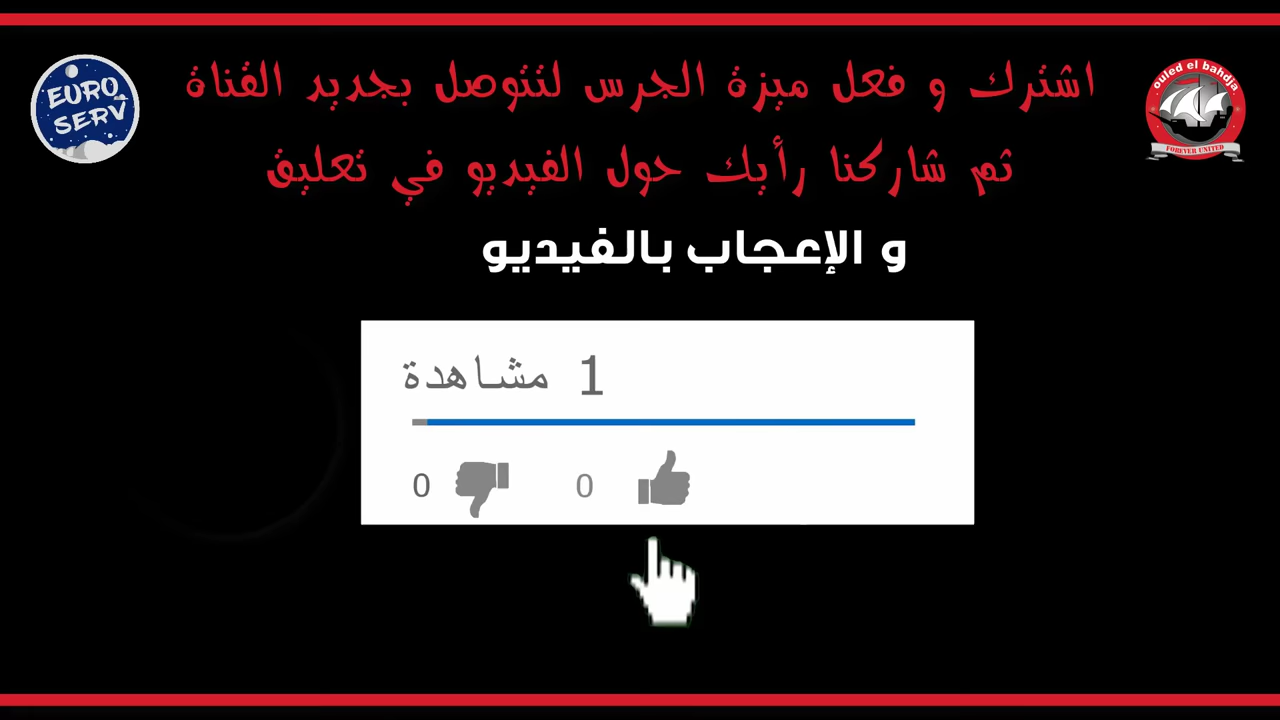 اشترك و فعل ميزة الجرس لتتوصل بجديد القناة
ثم شاركنا رأيك حول الفيديو في تعليق
و الإعجاب بالفيديو
1 مشاهدة
0
0
EURO
SERV
ouled el bahdja
FOREVER UNITED